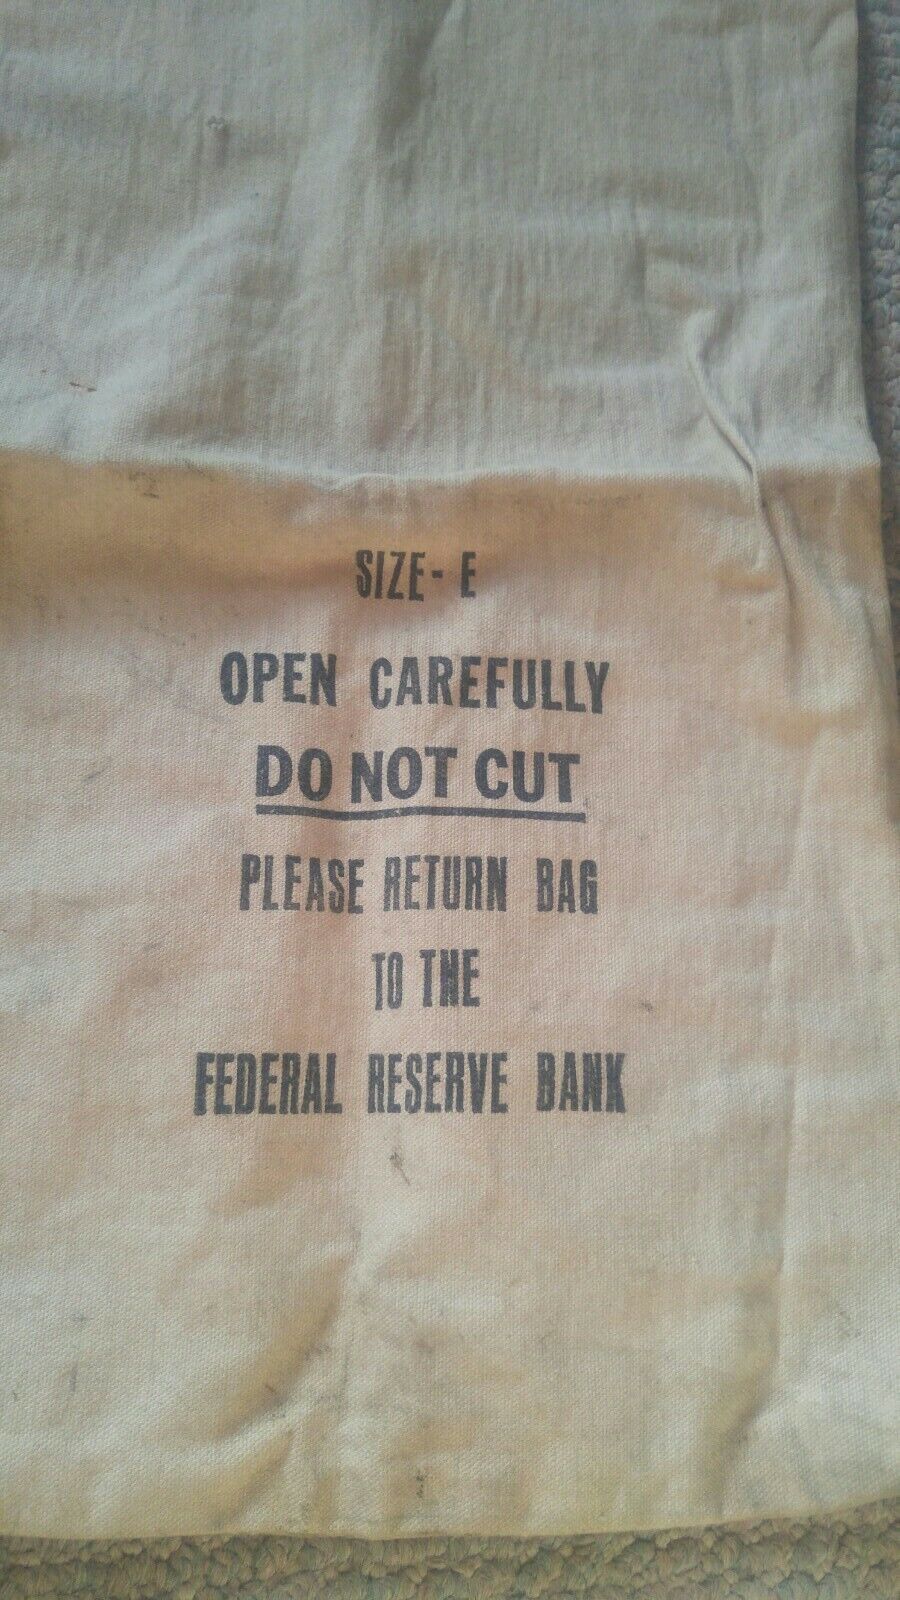 SIZE- E
OPEN CAREFULLY
DO NOT CUT
PLEASE RETURN BAG
TO THE
FEDERAL RESERVE BANK